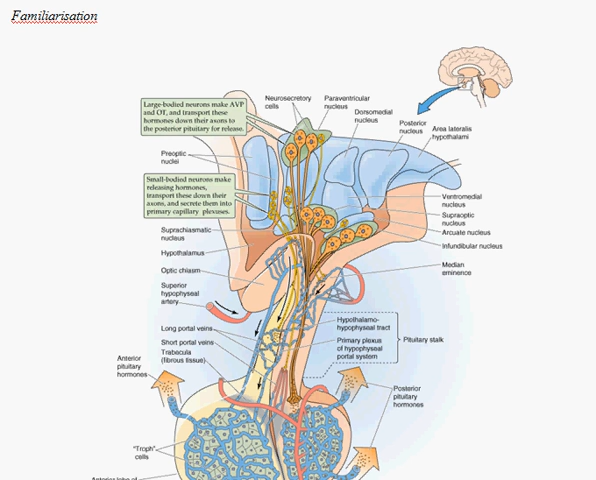 Familiarisation
Large-bodied neurons make AVP
and OT, and transport these
hormones down their axons to
the posterior pituitary for release.
Neurosecretory
cells
Paraventricular
nucleus
Dorsomedial
nucleus
Posterior
nucleus
Area lateralis
hypothalami
Preoptic
nuclei
Small-bodied neurons make
releasing hormones,
transport these down their
axons, and secrete them into
primary capillary plexuses.
Ventromedial
nucleus
Supraoptic
nucleus
Arcuate nucleus
Infundibular nucleus
Median
eminence
Suprachiasmatic
nucleus
Hypothalamus
Optic chiasm
Superior
hypophyseal
artery
Long portal veins
Short portal veins
Trabecula
(fibrous tissue)
Hypothalamo-
hypophyseal tract
Primary plexus
of hypophyseal
portal system
Pituitary stalk
Anterior
pituitary
hormones
Posterior
pituitary
hormones
"Troph"
cells
Anterior lobe of